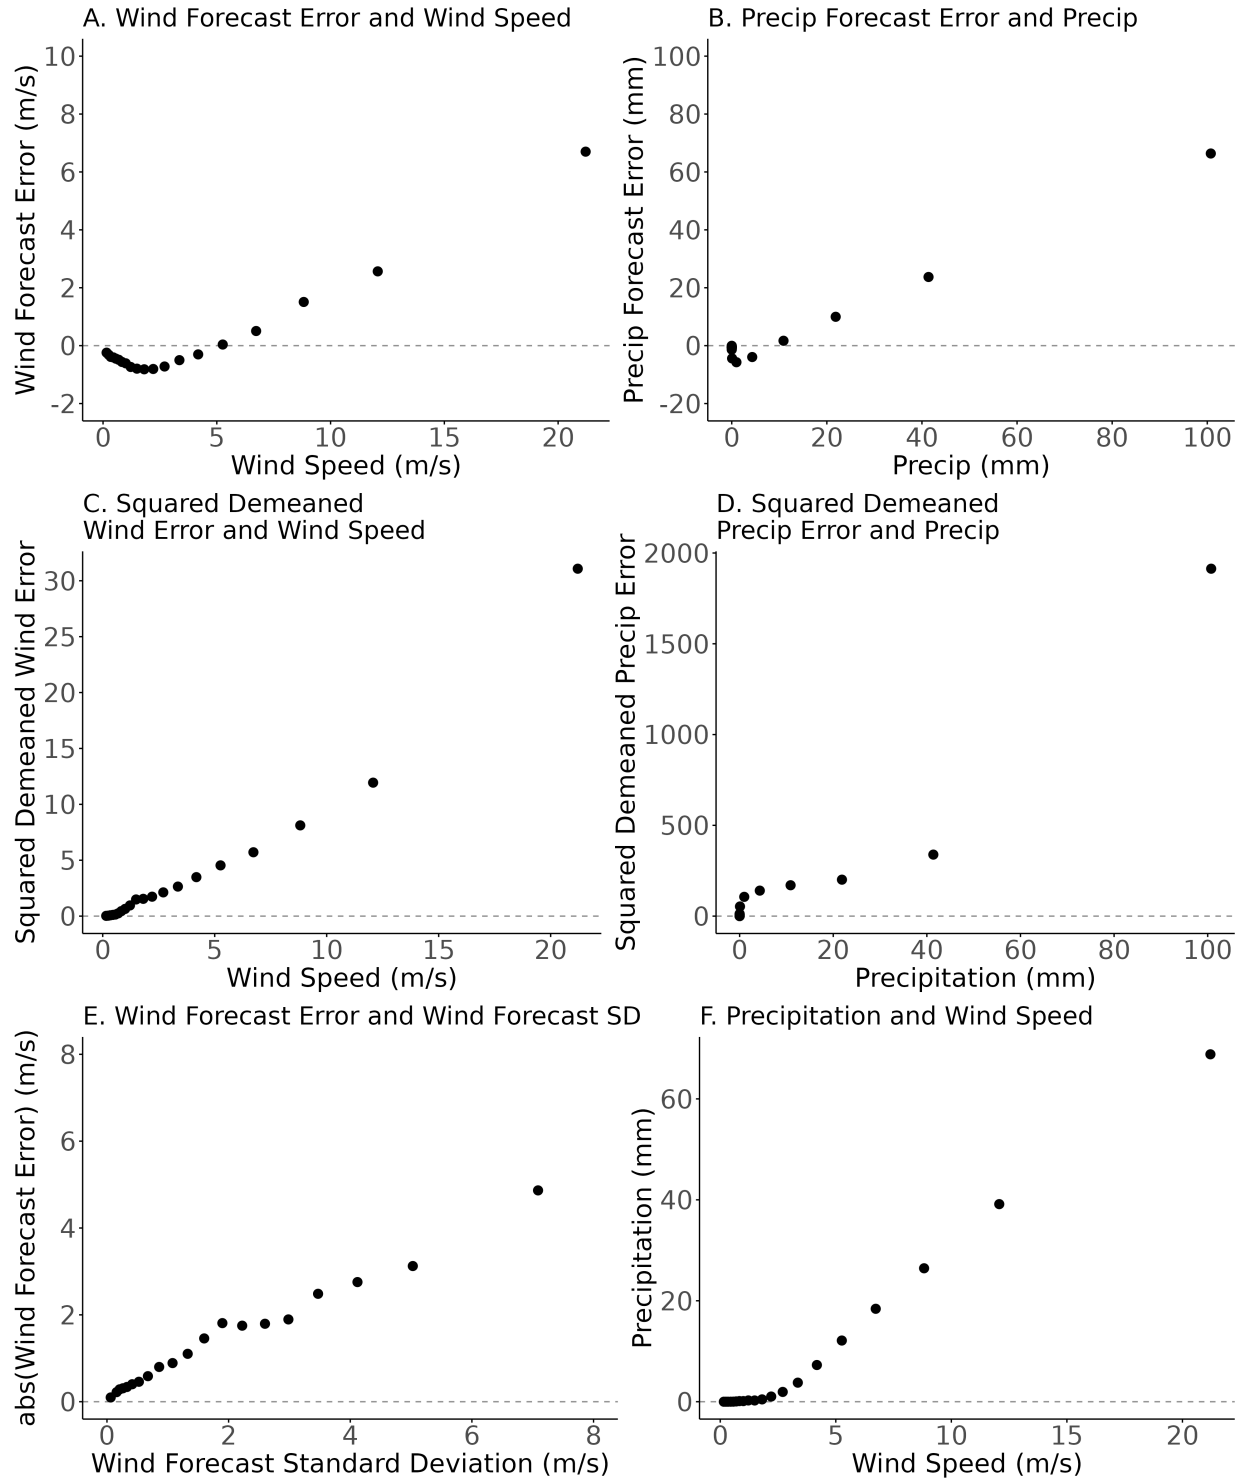 A. Wind Forecast Error and Wind Speed
Wind Forecast Error (m/s)
10
8
6
4
2
0
-2
0 5 10 15 20
Wind Speed (m/s)
B. Precip Forecast Error and Precip
Precip Forecast Error (mm)
100
80
60
40
20
0
-20
0 20 40 60 80 100
Precip (mm)
C. Squared Demeaned
Wind Error and Wind Speed
Squared Demeaned Wind Error
30
25
20
15
10
5
0
0 5 10 15 20
Wind Speed (m/s)
D. Squared Demeaned
Precip Error and Precip
Squared Demeaned Precip Error
2000
1500
1000
500
0
0 20 40 60 80 100
Precipitation (mm)
E. Wind Forecast Error and Wind Forecast SD
abs(Wind Forecast Error) (m/s)
8
6
4
2
0
0 2 4 6 8
Wind Forecast Standard Deviation (m/s)
F. Precipitation and Wind Speed
Precipitation (mm)
60
40
20
0
0 5 10 15 20
Wind Speed (m/s)